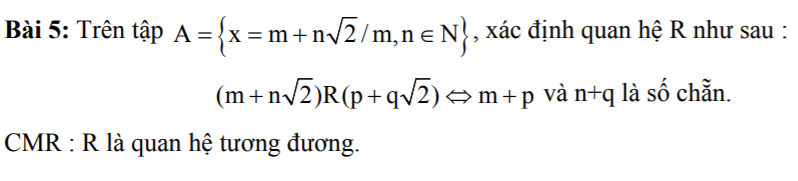 Bài 5: Trên tập A = {x = m + n√2 / m, n ∈ N}, xác định quan hệ R như sau :
(m + n√2)R(p + q√2) ⇔ m + p và n+q là số chẵn.
CMR : R là quan hệ tương đương.